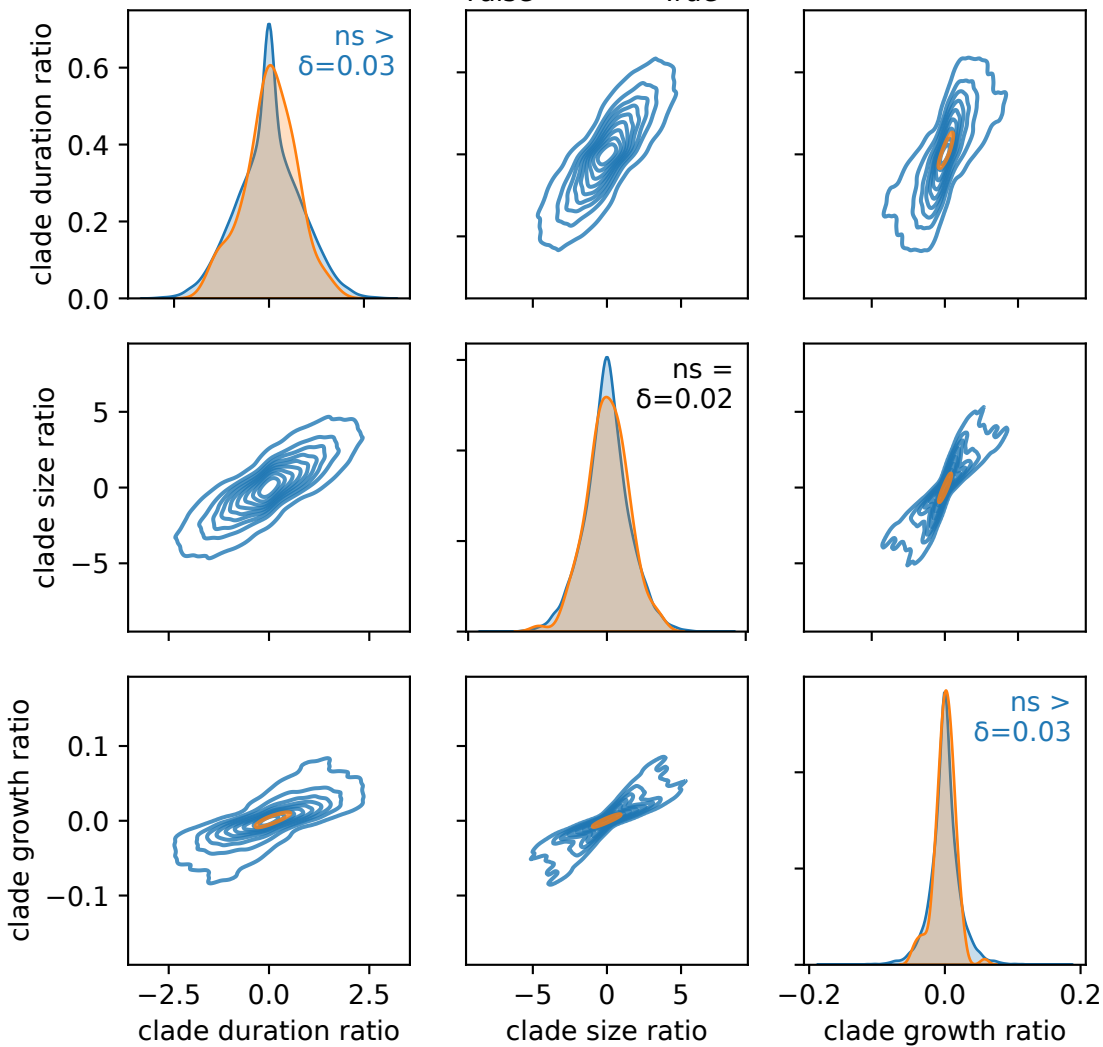 clade duration ratio
0.6
0.4
0.2
0.0
ns >
δ=0.03
clade size ratio
5
0
−5
ns =
δ=0.02
clade growth ratio
0.1
0.0
−0.1
ns >
δ=0.03
−2.5 0.0 2.5
−5 0 5
−0.2 0.0 0.2
clade duration ratio
clade size ratio
clade growth ratio